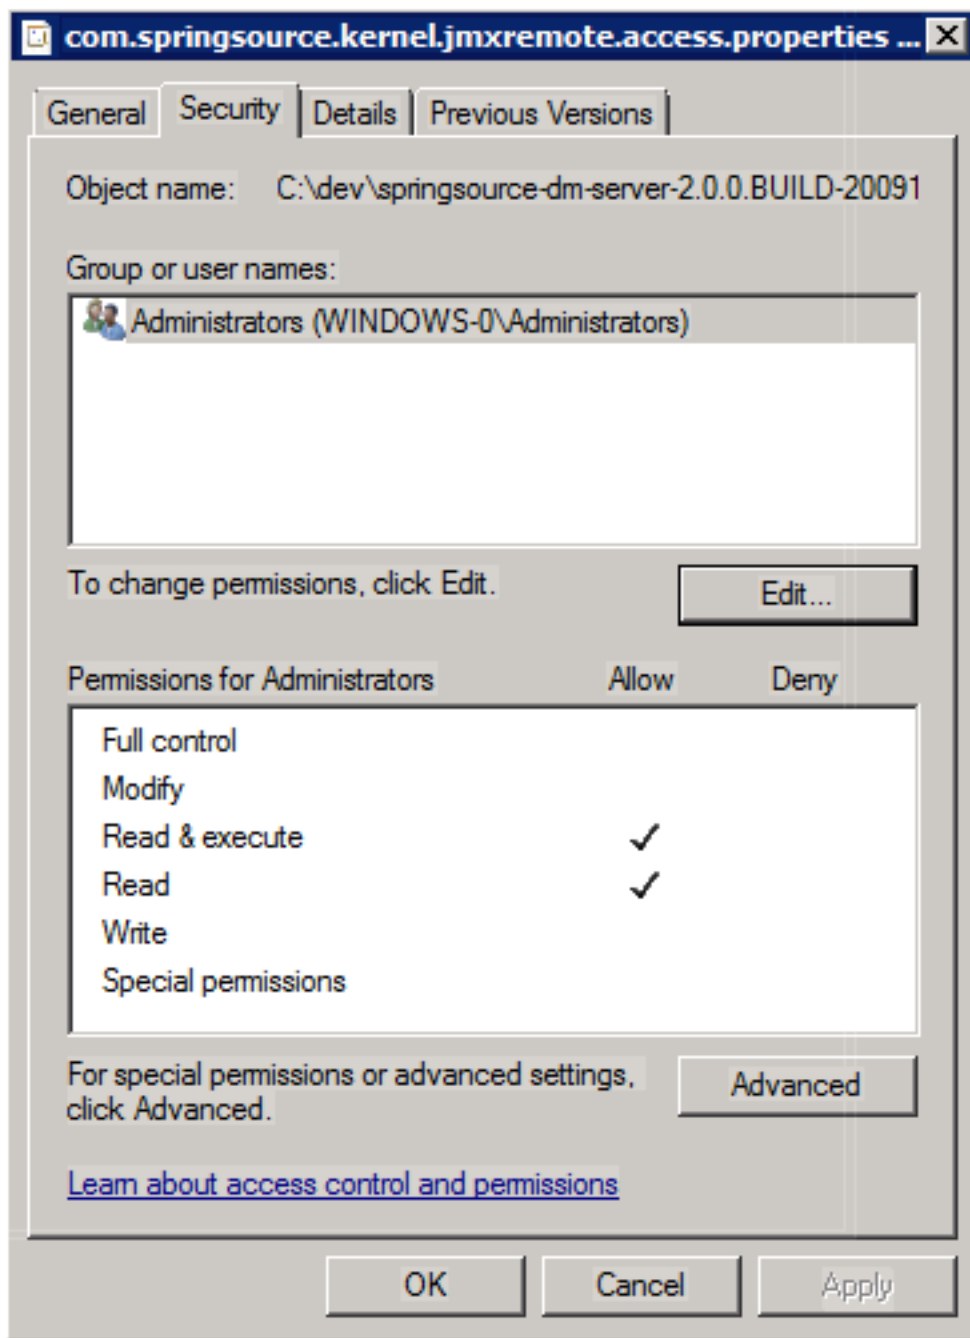 com.springsource.kernel.jmxremote.access.properties ...
General Security Details Previous Versions
Object name: C:\dev\springsource-dm-server-2.0.0.BUILD-20091
Group or user names:
Administrators (WINDOWS-0\Administrators)
To change permissions, click Edit.
Edit...
Permissions for Administrators Allow Deny
Full control
Modify
Read & execute
Read
Write
Special permissions
For special permissions or advanced settings,
click Advanced.
Advanced
Learn about access control and permissions
OK Cancel Apply